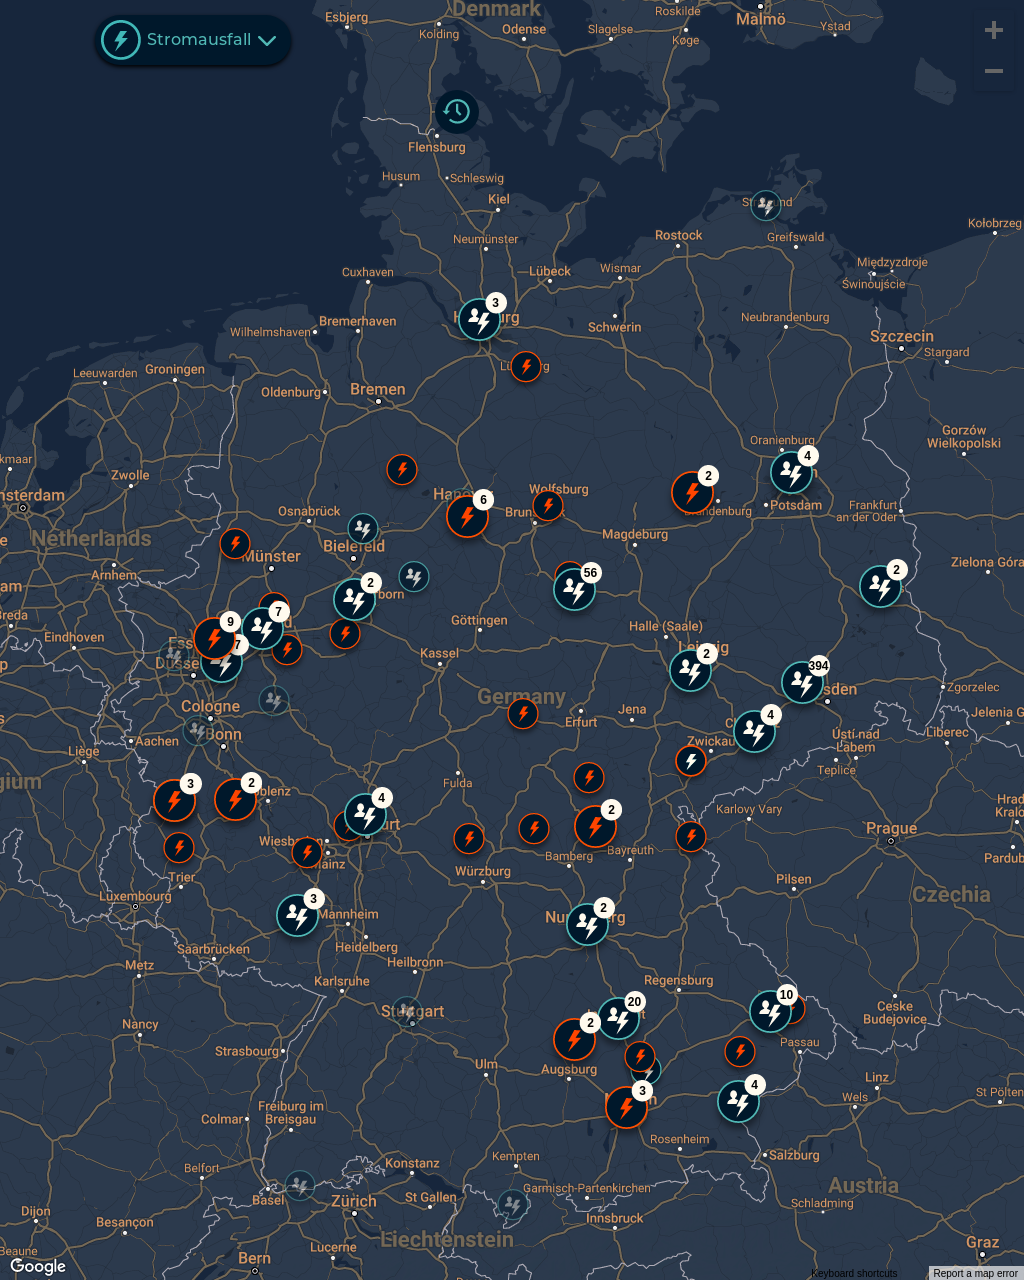 Denmark
Esbjerg
Kolding
Odense
Slagelse
Roskilde
Køge
Malmö
Ystad
Stromausfall
Flensburg
Husum
Schleswig
Kiel
Neumünster
Rostock
Greifswald
Kołobrzeg
Cuxhaven
Lübeck
Wismar
Międzyzdroje
Świnoujście
3
Wilhelmshaven
Bremerhaven
Schwerin
Neubrandenburg
Szczecin
Stargard
Leeuwarden
Groningen
Oldenburg
Bremen
Gorzów
Wielkopolski
Oranienburg
4
Zwolle
2
Wolfsburg
6
Potsdam
Frankfurt
an der Oder
Osnabrück
Netherlands
Magdeburg
Münster
Bielefeld
Zielona Góra
Arnhem
56
2
2
Göttingen
7
9
7
Halle (Saale)
Eindhoven
Kassel
2
394
Germany
Zgorzelec
Cologne
Erfurt
Jena
4
Bonn
Aachen
Zwickau
Ústí nad
Labem
Liberec
Liège
Teplice
3
2
Fulda
4
2
Karlovy Vary
Prague
Bamberg
Bayreuth
Trier
Würzburg
Pilsen
Luxembourg
Czechia
3
Mannheim
2
Heidelberg
Saarbrücken
Metz
Heilbronn
Karlsruhe
Regensburg
10
20
Ceske
Budejovice
Stuttgart
Nancy
2
Passau
Strasbourg
Ulm
Augsburg
Linz
3
4
Wels
St Pölten
Colmar
Freiburg im
Breisgau
Rosenheim
Salzburg
Kempten
Belfort
Konstanz
Garmisch-Partenkirchen
Austria
Basel
Zürich
St Gallen
Schladming
Dijon
Besançon
Innsbruck
Liechtenstein
Lucerne
Bern
Graz
Beaune
Google
Keyboard shortcuts
Report a map error